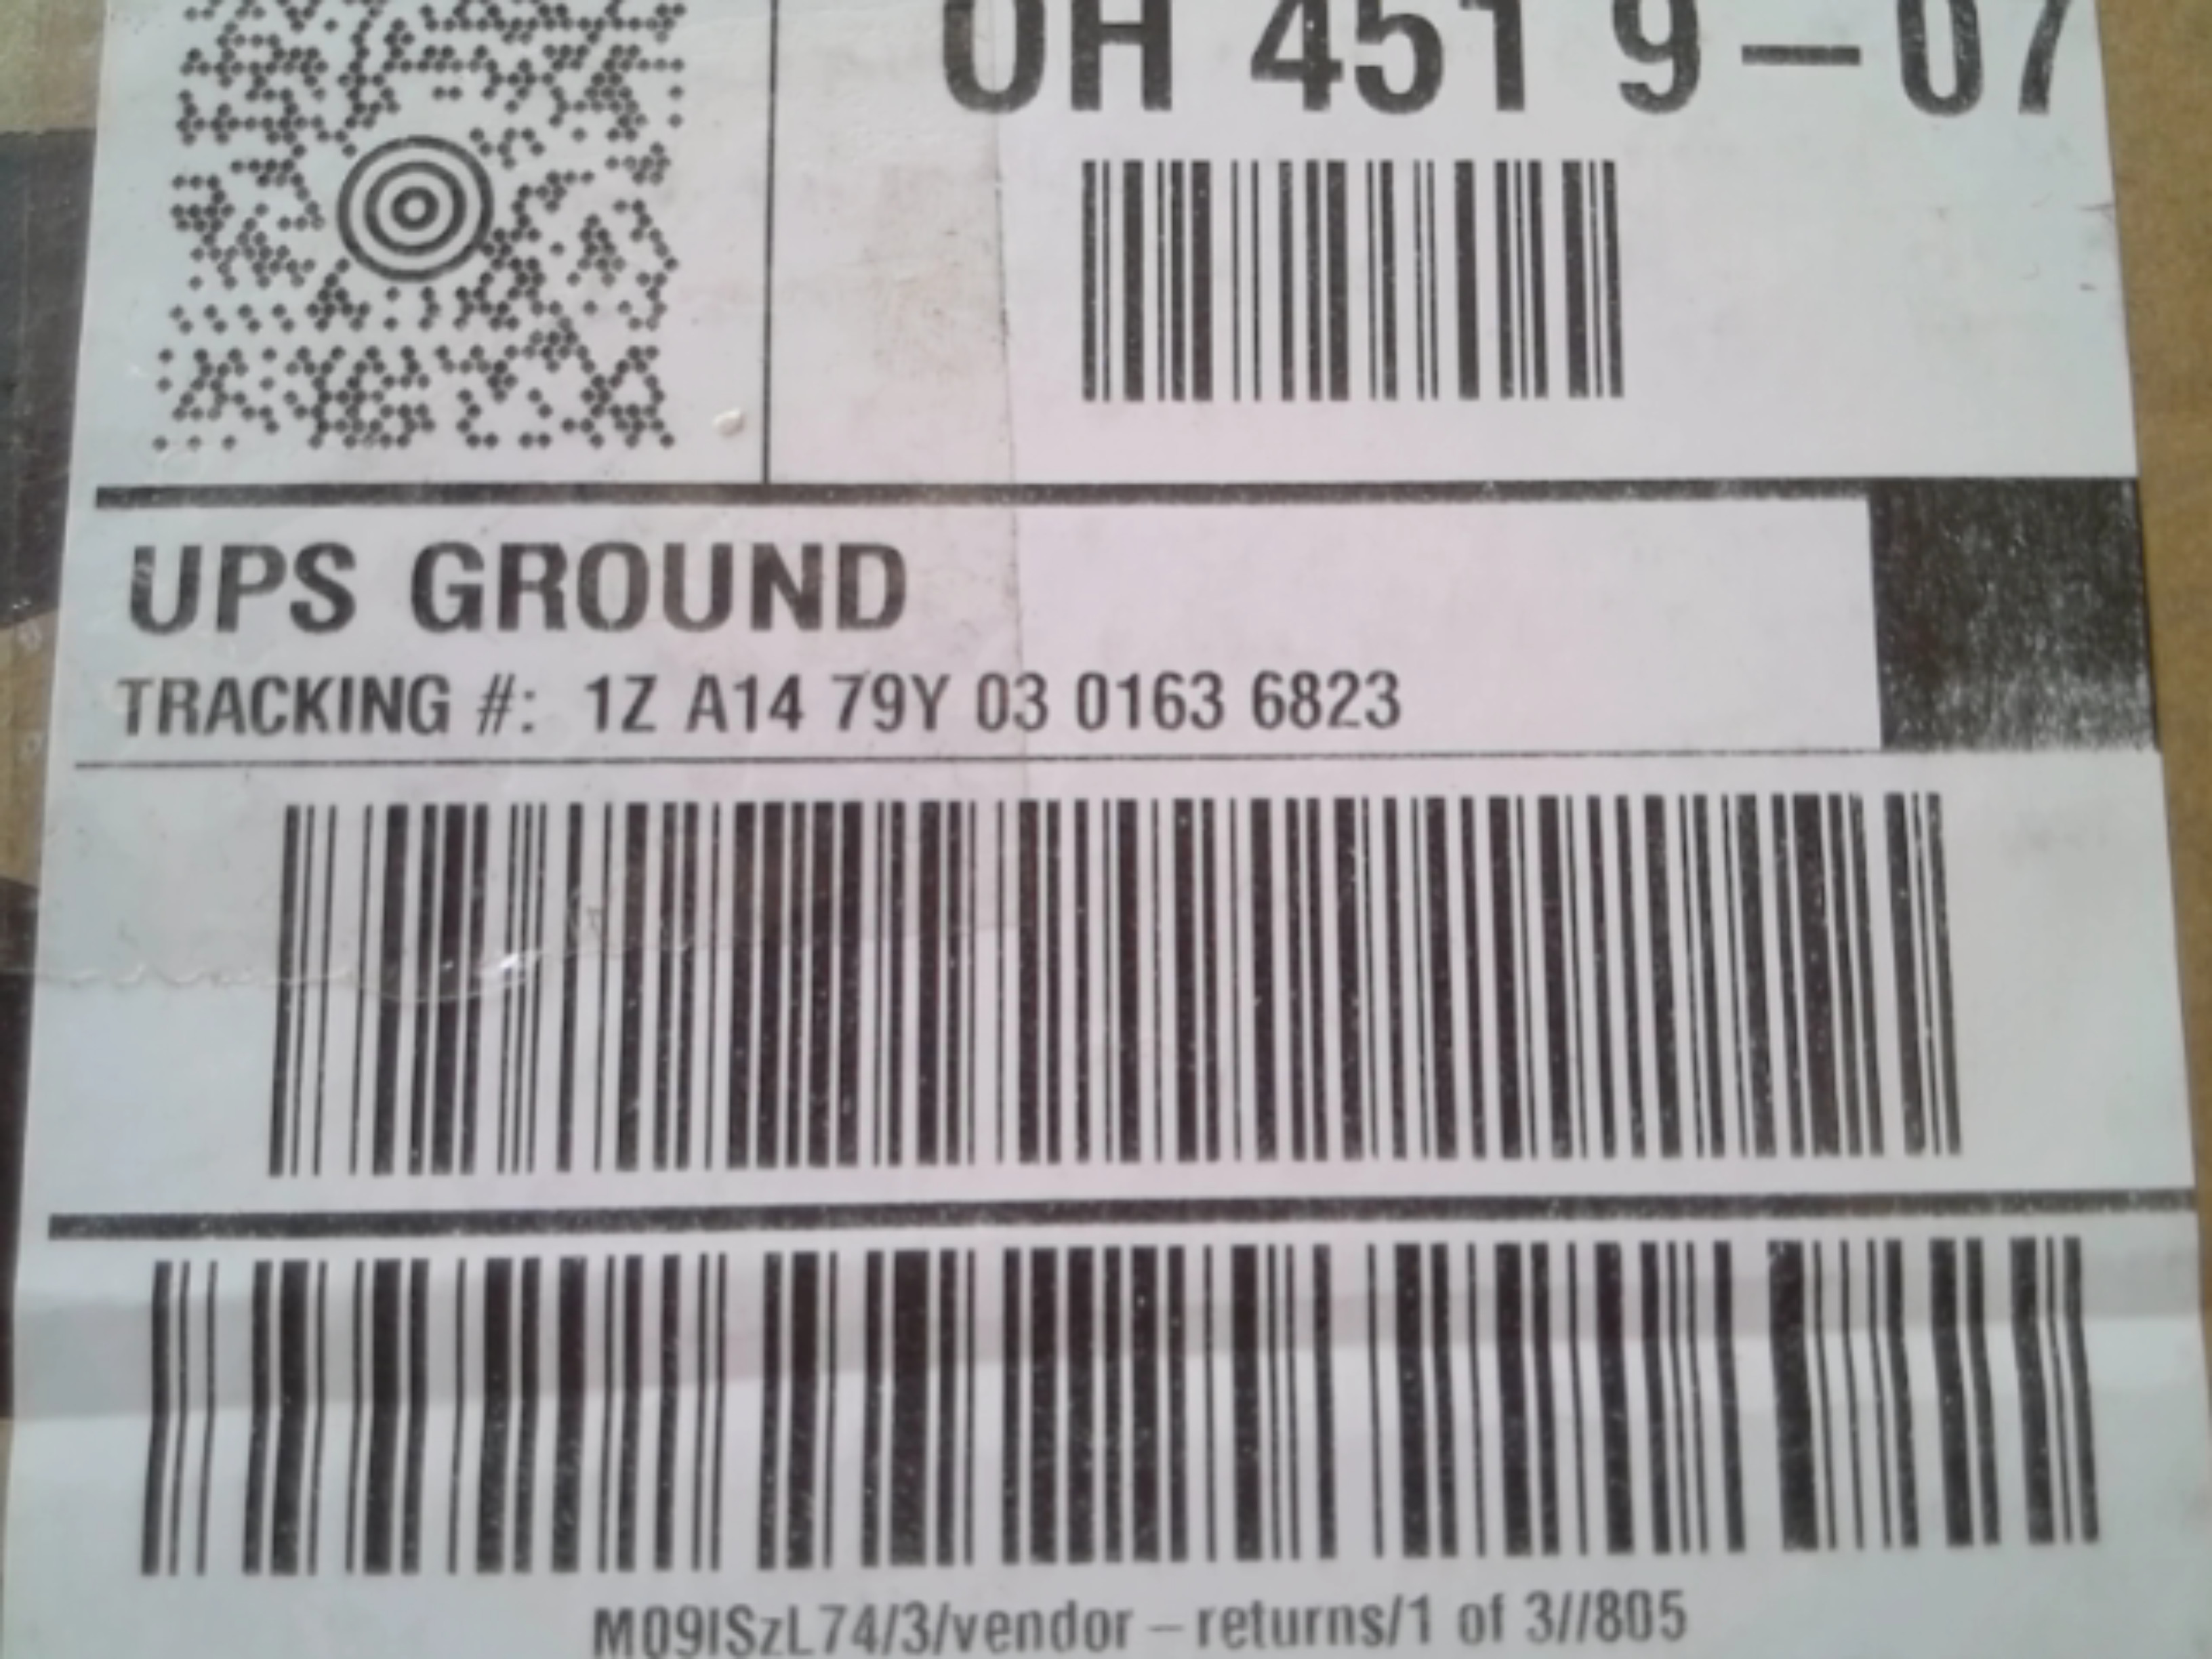 OH 451 9-07
UPS GROUND
TRACKING #: 1Z A14 79Y 03 0163 6823
M09ISzL74/3/vendor - returns/1 of 3//805